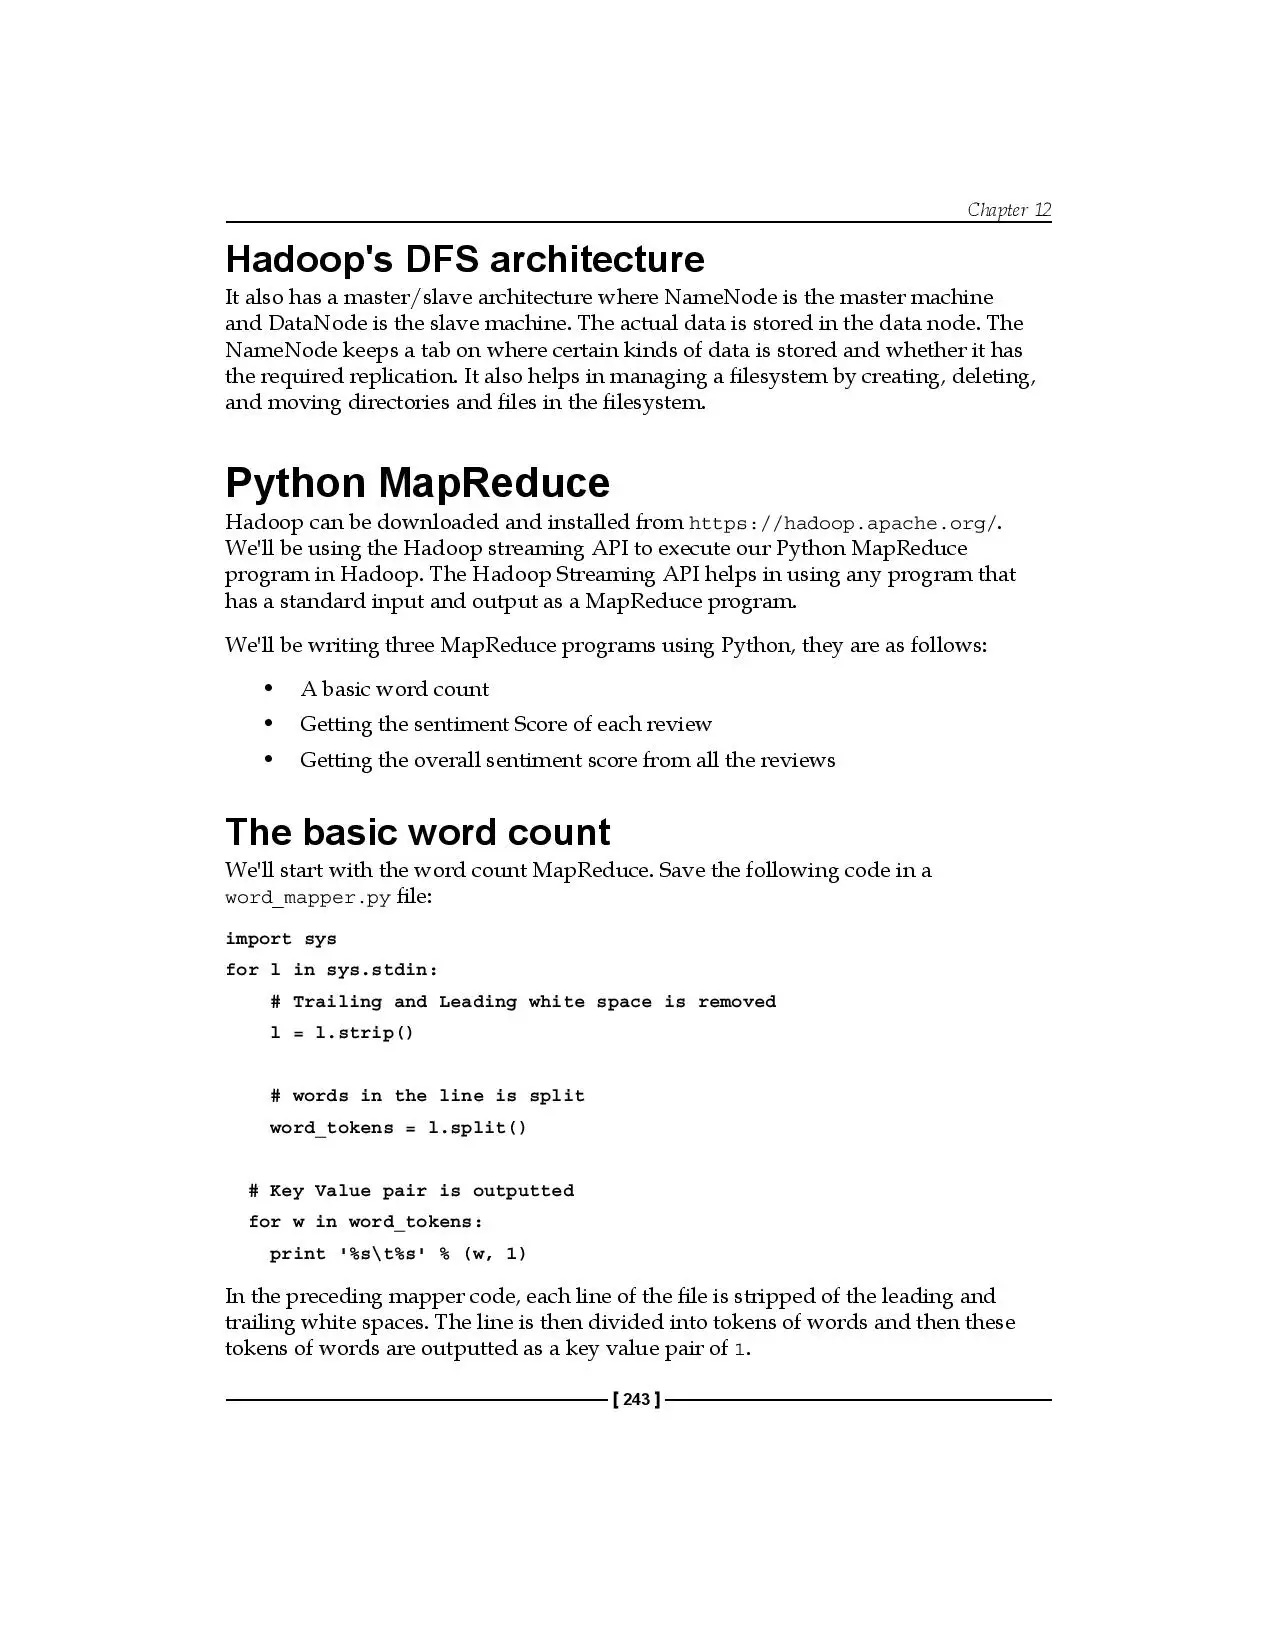 Chapter 12
Hadoop's DFS architecture
It also has a master/slave architecture where NameNode is the master machine
and DataNode is the slave machine. The actual data is stored in the data node. The
NameNode keeps a tab on where certain kinds of data is stored and whether it has
the required replication. It also helps in managing a filesystem by creating, deleting,
and moving directories and files in the filesystem.
Python MapReduce
Hadoop can be downloaded and installed from https://hadoop.apache.org/.
We'll be using the Hadoop streaming API to execute our Python MapReduce
program in Hadoop. The Hadoop Streaming API helps in using any program that
has a standard input and output as a MapReduce program.
We'll be writing three MapReduce programs using Python, they are as follows:
• A basic word count
• Getting the sentiment Score of each review
• Getting the overall sentiment score from all the reviews
The basic word count
We'll start with the word count MapReduce. Save the following code in a
word_mapper.py file:
import sys
for l in sys.stdin:
    # Trailing and Leading white space is removed
    l = l.strip()
    # words in the line is split
    word_tokens = l.split()
  # Key Value pair is outputted
  for w in word_tokens:
    print '%s\t%s' % (w, 1)
In the preceding mapper code, each line of the file is stripped of the leading and
trailing white spaces. The line is then divided into tokens of words and then these
tokens of words are outputted as a key value pair of 1.
[ 243 ]